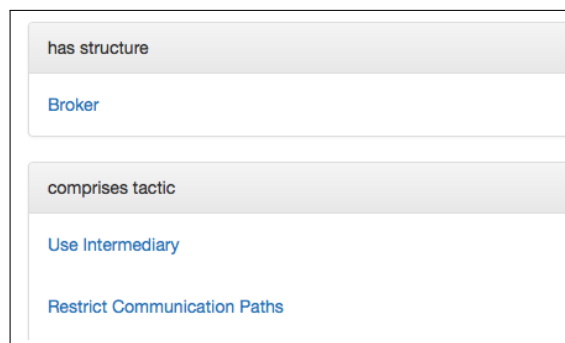 has structure
Broker
comprises tactic
Use Intermediary
Restrict Communication Paths